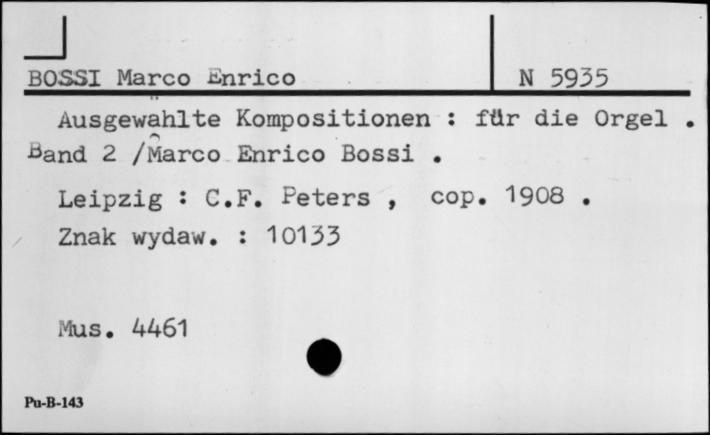 BOSSI Marco Enrico N 5935
Ausgewählte Kompositionen : für die Orgel .
Band 2 /Marco Enrico Bossi .
Leipzig : C.F. Peters , cop. 1908 .
Znak wydaw. : 10133
Mus. 4461
Pu-B-143